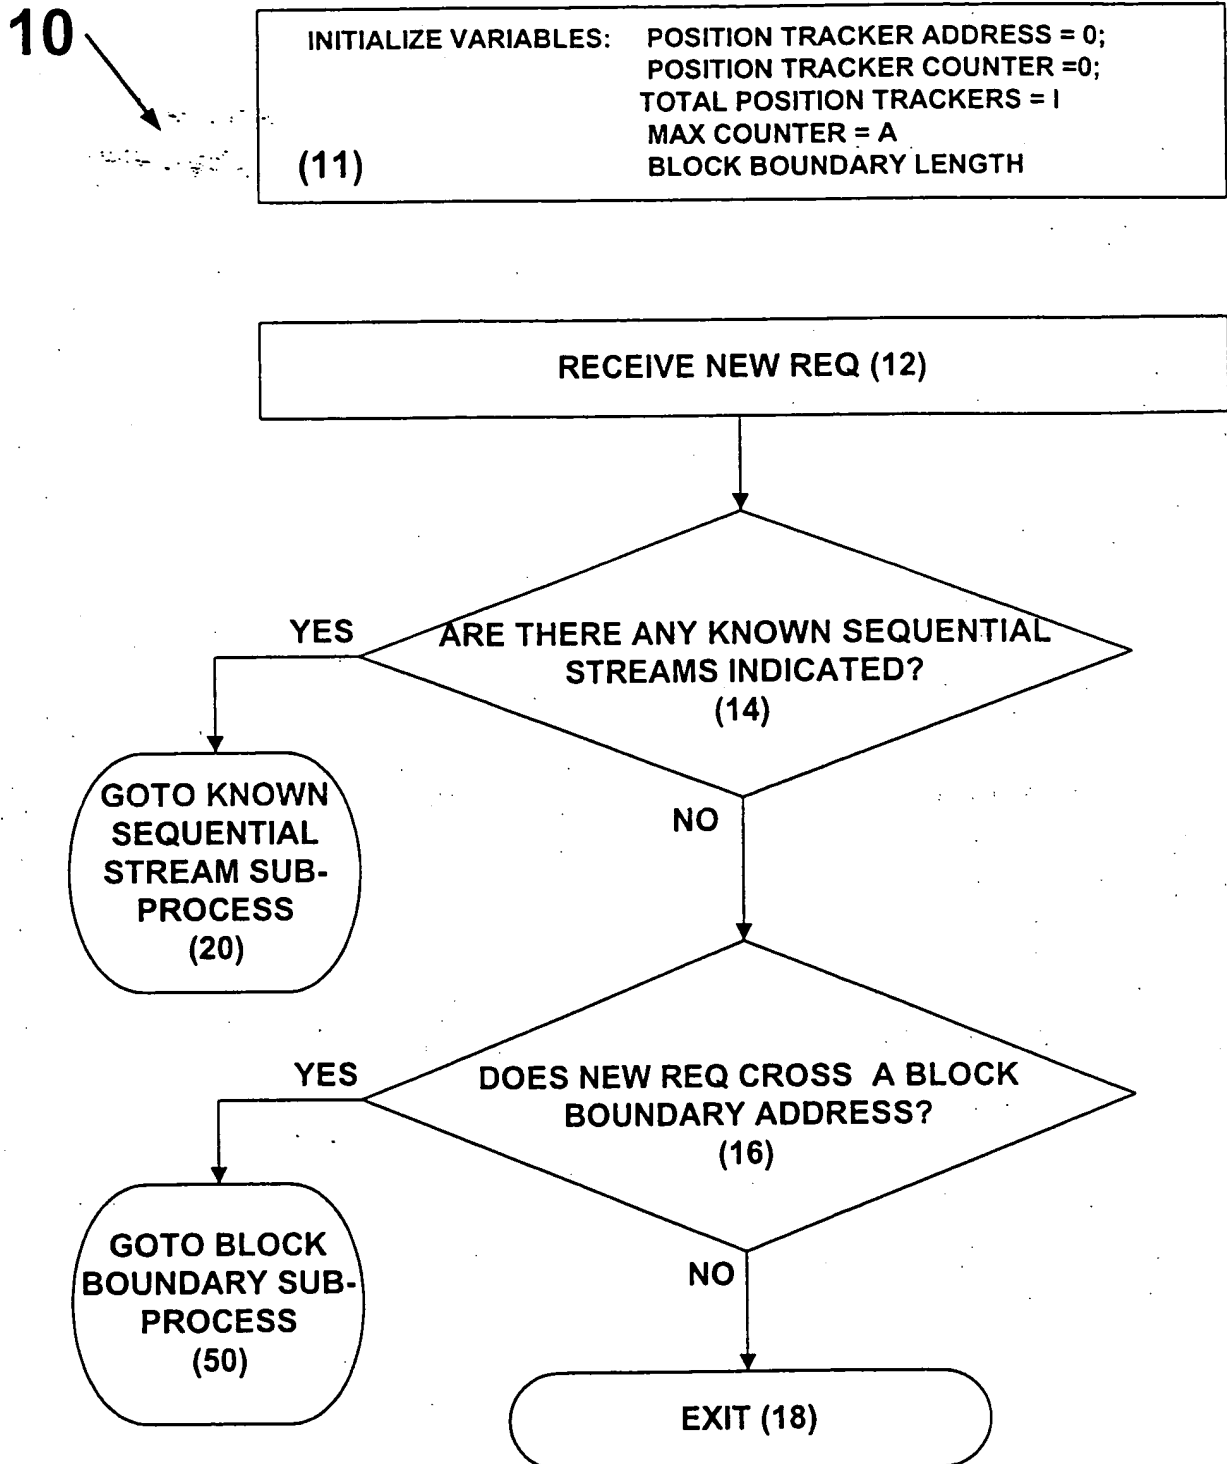 10
INITIALIZE VARIABLES: POSITION TRACKER ADDRESS = 0;
POSITION TRACKER COUNTER =0;
TOTAL POSITION TRACKERS = I
MAX COUNTER = A
(11) BLOCK BOUNDARY LENGTH
RECEIVE NEW REQ (12)
YES
ARE THERE ANY KNOWN SEQUENTIAL
STREAMS INDICATED?
(14)
GOTO KNOWN
SEQUENTIAL
STREAM SUB-
PROCESS
(20)
NO
YES
DOES NEW REQ CROSS A BLOCK
BOUNDARY ADDRESS?
(16)
GOTO BLOCK
BOUNDARY SUB-
PROCESS
(50)
NO
EXIT (18)